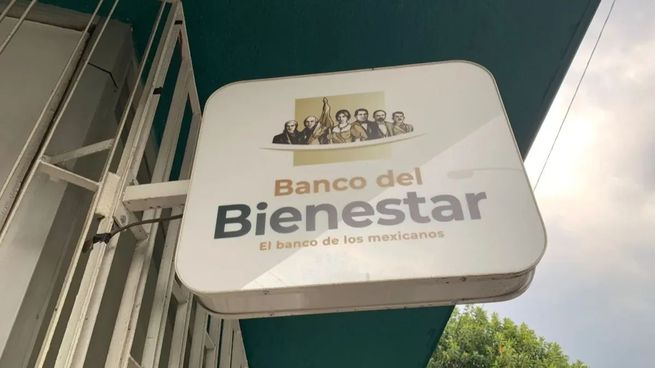 Banco del
Bienestar
El banco de los mexicanos